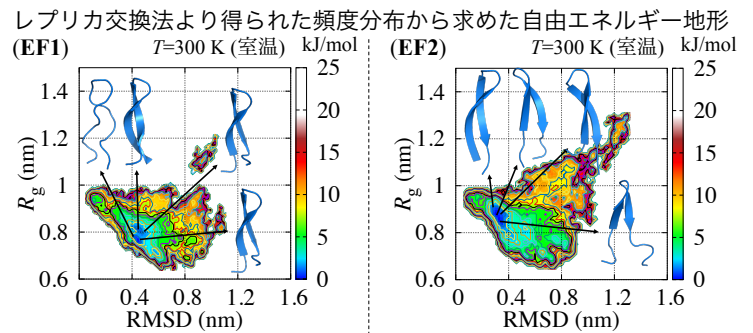 レプリカ交換法より得られた頻度分布から求めた自由エネルギー地形
(EF1) T=300 K (室温) kJ/mol
1.4
1.2
1
0.8
0.6
Rg (nm)
0 0.4 0.8 1.2 1.6
RMSD (nm)
25
20
15
10
5
0
(EF2) T=300 K (室温) kJ/mol
1.4
1.2
1
0.8
0.6
Rg (nm)
0 0.4 0.8 1.2 1.6
RMSD (nm)
25
20
15
10
5
0